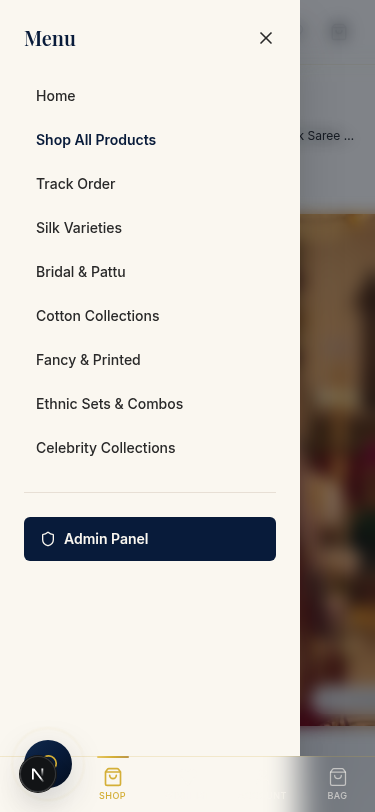 Menu
Home
Shop All Products
k Saree ...
Track Order
Silk Varieties
Bridal & Pattu
Cotton Collections
Fancy & Printed
Ethnic Sets & Combos
Celebrity Collections
Admin Panel
N
SHOP
BAG